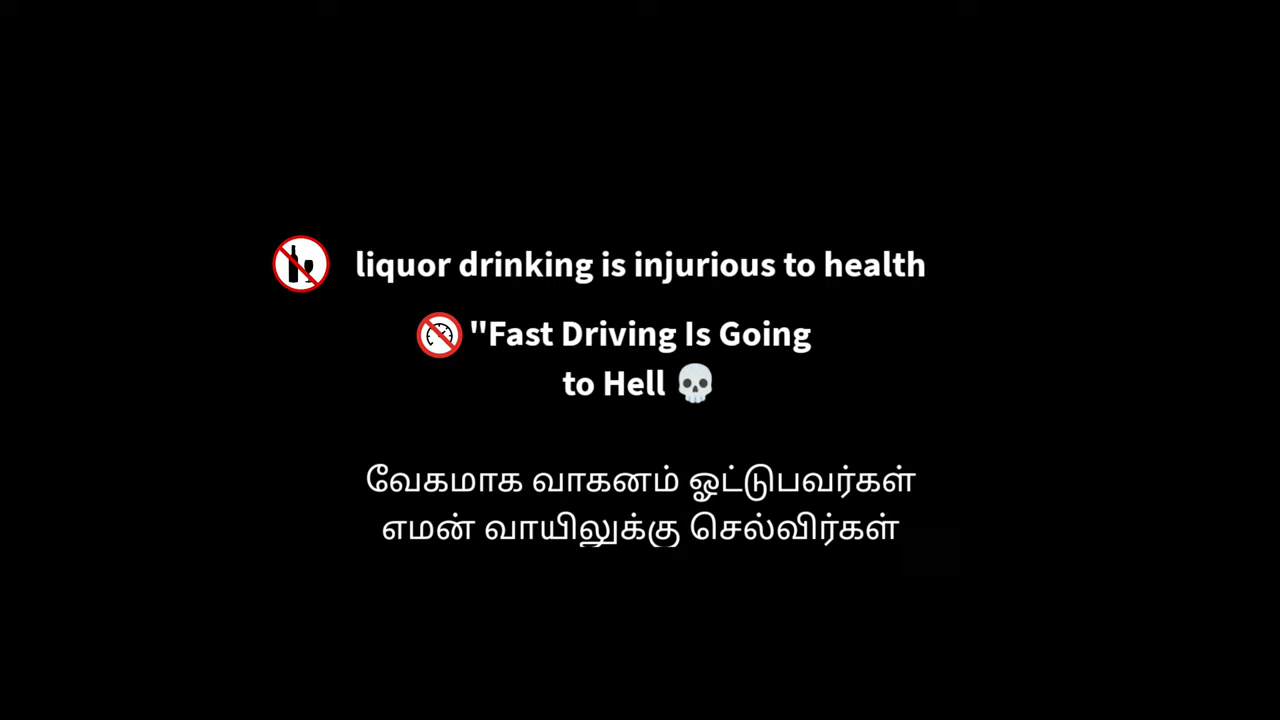 liquor drinking is injurious to health
"Fast Driving Is Going
to Hell 💀
வேகமாக வாகனம் ஓட்டுபவர்கள்
எமன் வாயிலுக்கு செல்விர்கள்